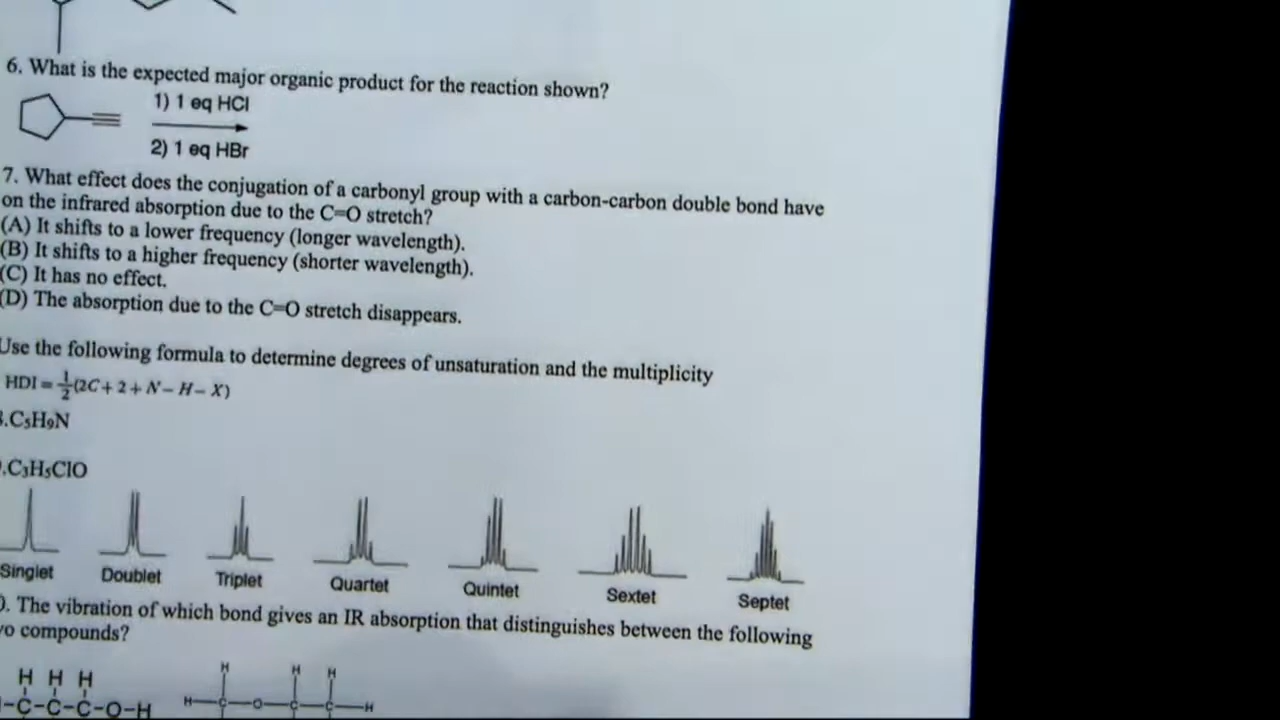 6. What is the expected major organic product for the reaction shown?
1) 1 eq HCl
2) 1 eq HBr
7. What effect does the conjugation of a carbonyl group with a carbon-carbon double bond have
on the infrared absorption due to the C=O stretch?
(A) It shifts to a lower frequency (longer wavelength).
(B) It shifts to a higher frequency (shorter wavelength).
(C) It has no effect.
(D) The absorption due to the C=O stretch disappears.
Use the following formula to determine degrees of unsaturation and the multiplicity
HDI = 1/2(2C + 2 + N - H - X)
.C₅H₉N
.C₃H₅ClO
Singlet Doublet Triplet Quartet Quintet Sextet Septet
. The vibration of which bond gives an IR absorption that distinguishes between the following
compounds?
H H H H H H
-C-C-C-O-H H-C-O-C-C-H